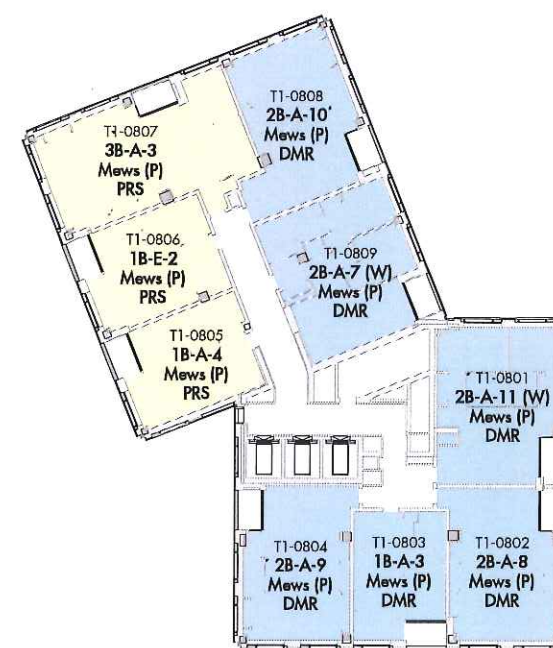 T1-0808
2B-A-10
Mews (P)
DMR
T1-0807
3B-A-3
Mews (P)
PRS
T1-0806
1B-E-2
Mews (P)
PRS
T1-0809
2B-A-7 (W)
Mews (P)
DMR
T1-0805
1B-A-4
Mews (P)
PRS
T1-0801
2B-A-11 (W)
Mews (P)
DMR
T1-0804
2B-A-9
Mews (P)
DMR
T1-0803
1B-A-3
Mews (P)
DMR
T1-0802
2B-A-8
Mews (P)
DMR